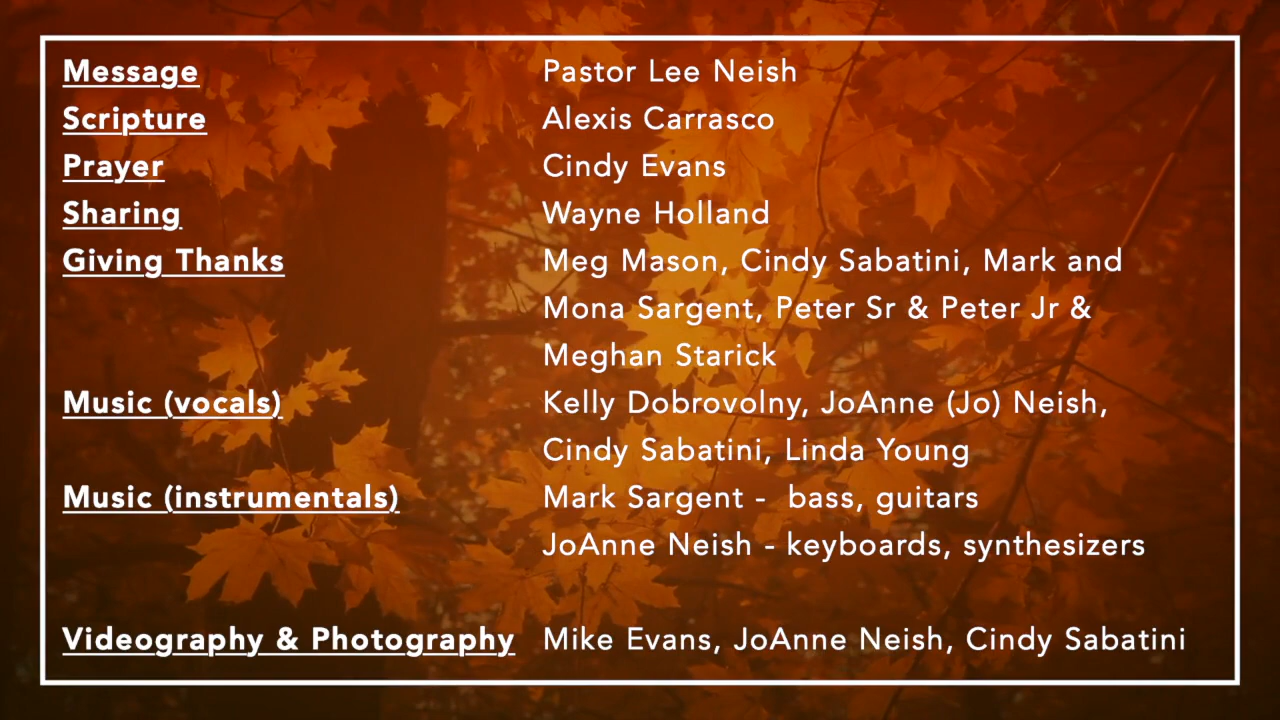 Message Pastor Lee Neish
Scripture Alexis Carrasco
Prayer Cindy Evans
Sharing Wayne Holland
Giving Thanks Meg Mason, Cindy Sabatini, Mark and
Mona Sargent, Peter Sr & Peter Jr &
Meghan Starick
Music (vocals) Kelly Dobrovolny, JoAnne (Jo) Neish,
Cindy Sabatini, Linda Young
Music (instrumentals) Mark Sargent -  bass, guitars
JoAnne Neish - keyboards, synthesizers
Videography & Photography Mike Evans, JoAnne Neish, Cindy Sabatini